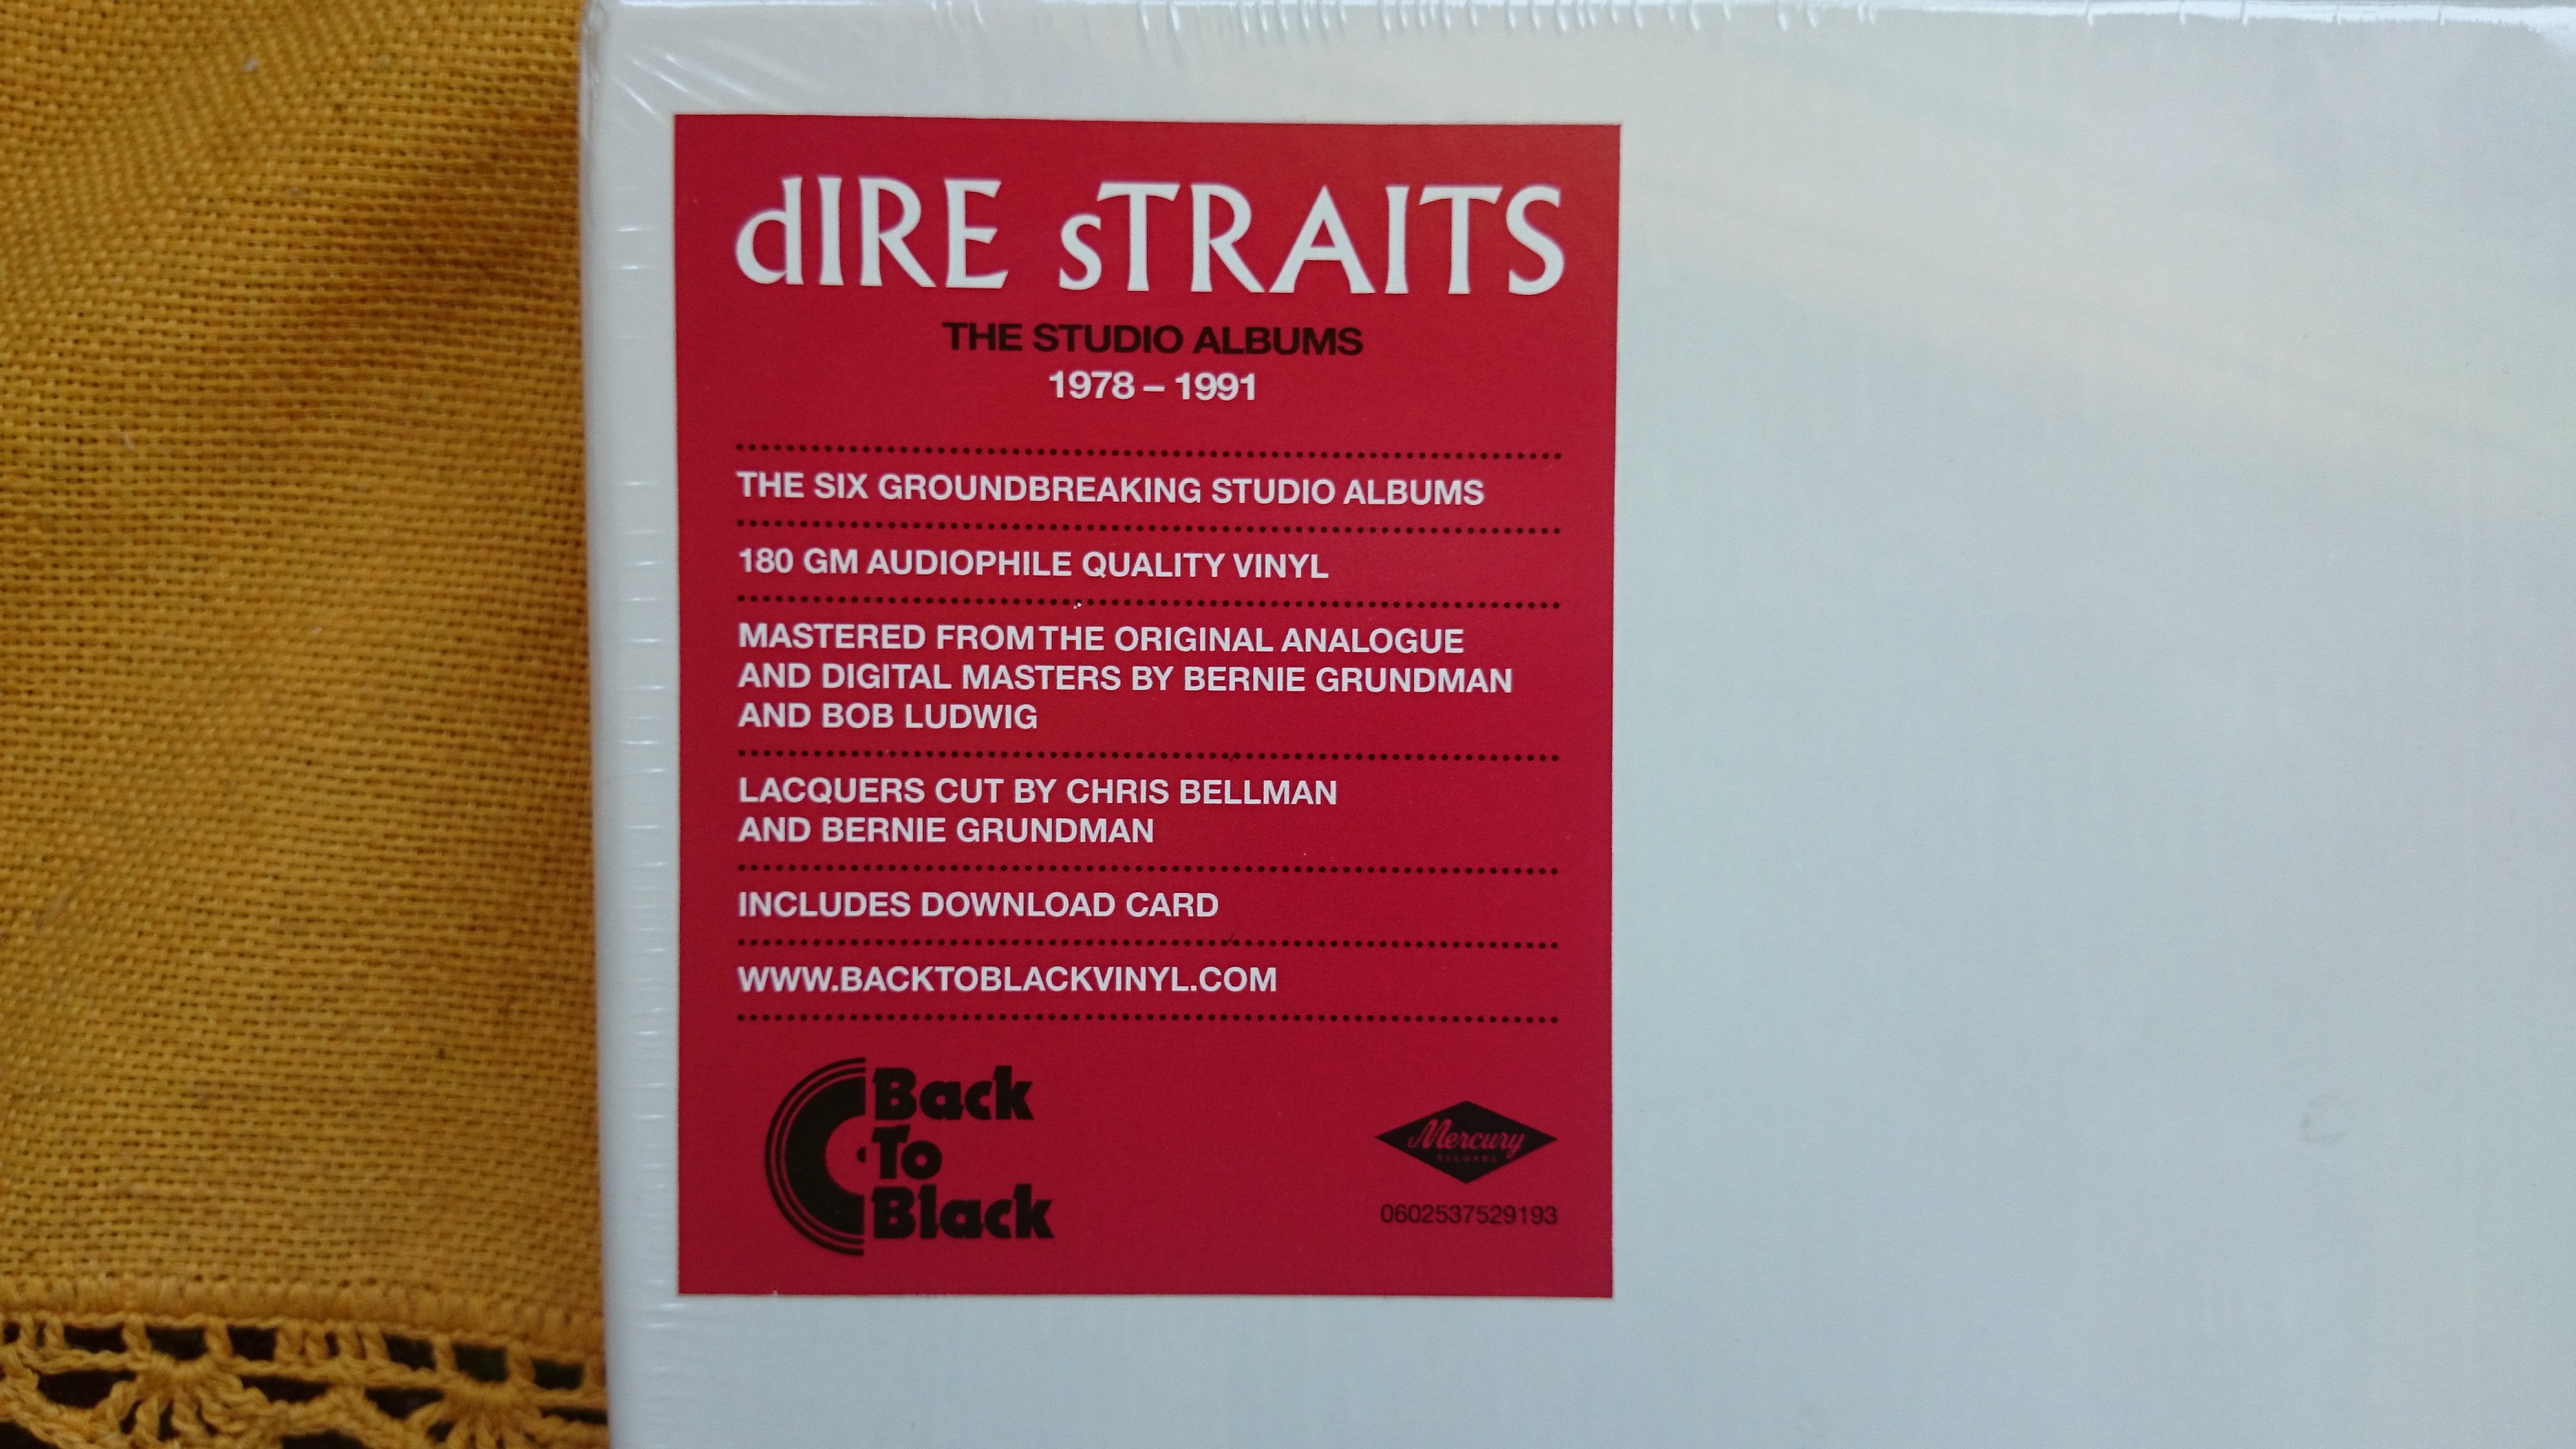 dIRE sTRAITS
THE STUDIO ALBUMS
1978 – 1991
THE SIX GROUNDBREAKING STUDIO ALBUMS
180 GM AUDIOPHILE QUALITY VINYL
MASTERED FROM THE ORIGINAL ANALOGUE
AND DIGITAL MASTERS BY BERNIE GRUNDMAN
AND BOB LUDWIG
LACQUERS CUT BY CHRIS BELLMAN
AND BERNIE GRUNDMAN
INCLUDES DOWNLOAD CARD
WWW.BACKTOBLACKVINYL.COM
Back
To
Black
Mercury
RECORDS
0602537529193